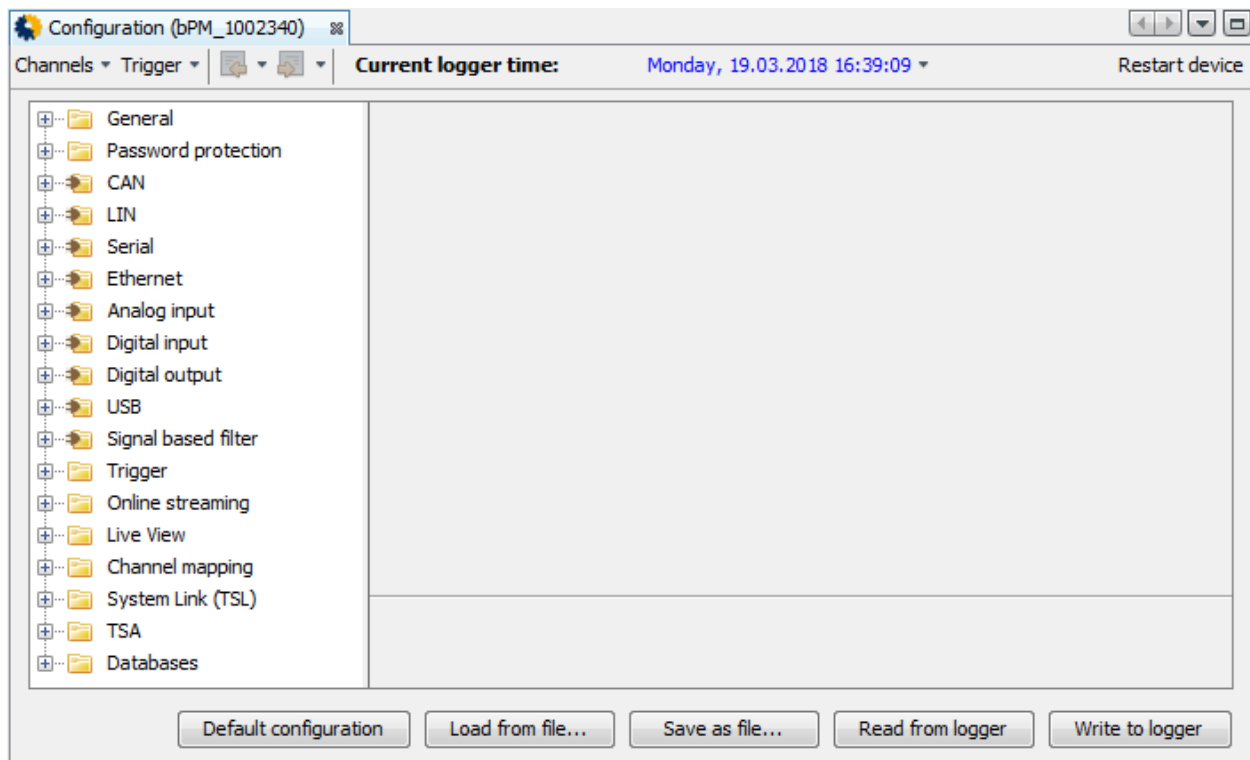 Configuration (bPM_1002340)
Channels Trigger Current logger time: Monday, 19.03.2018 16:39:09 Restart device
General
Password protection
CAN
LIN
Serial
Ethernet
Analog input
Digital input
Digital output
USB
Signal based filter
Trigger
Online streaming
Live View
Channel mapping
System Link (TSL)
TSA
Databases
Default configuration Load from file... Save as file... Read from logger Write to logger